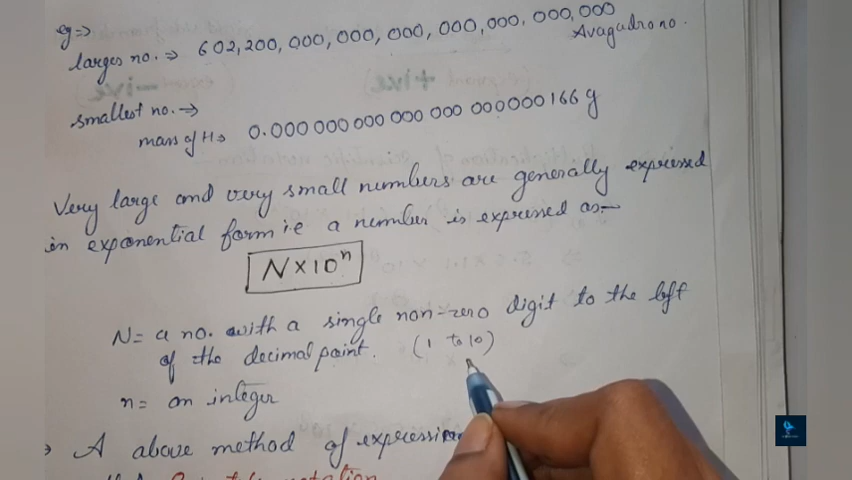 eg ⇒
larges no. ⇒ 602,200,000,000,000,000,000,000
Avagadro no.
smallest no. →
mass of H ⇒ 0.000 000 000 000 000 000000166 g
Very large and very small numbers are generally expressed
in exponential form i.e a number is expressed as :-
N×10ⁿ
N = a no. with a single non-zero digit to the left
of the decimal point. (1 to 10)
n = an integer
A above method of expression
notation